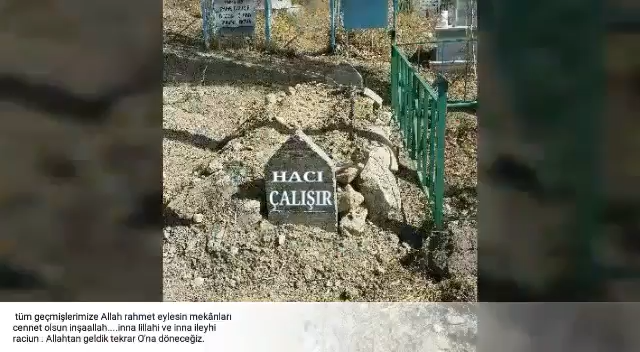 HACI
ÇALIŞIR
tüm geçmişlerimize Allah rahmet eylesin mekânları
cennet olsun inşaallah....inna lillahi ve inna ileyhi
raciun . Allahtan geldik tekrar O'na döneceğiz.